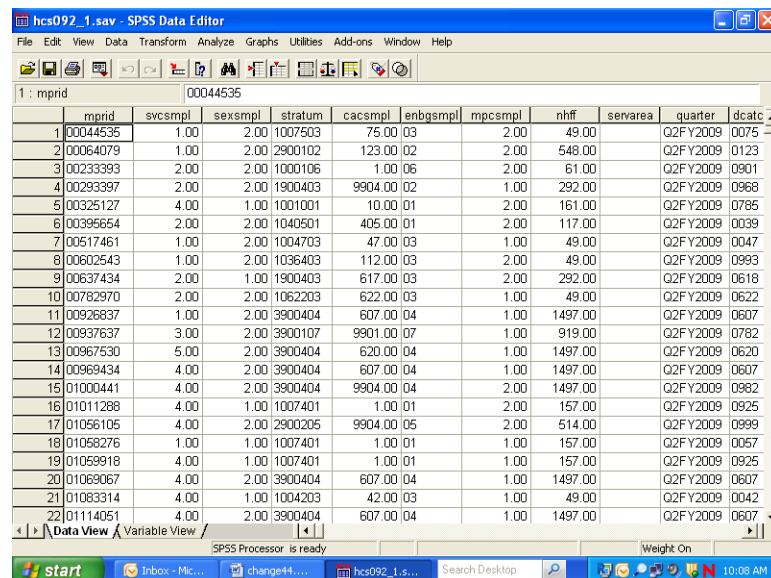 hcs092_1.sav - SPSS Data Editor
File Edit View Data Transform Analyze Graphs Utilities Add-ons Window Help
1 : mprid 00044535
mprid svcsmpl sexsmpl stratum cacsmpl enbgsmpl mpcsmpl nhff servarea quarter dcatc
1 00044535 1.00 2.00 1007503 75.00 03 2.00 49.00 Q2FY2009 0075
2 00064079 1.00 2.00 2900102 123.00 02 2.00 548.00 Q2FY2009 0123
3 00233393 2.00 2.00 1000106 1.00 06 2.00 61.00 Q2FY2009 0901
4 00293397 2.00 2.00 1900403 9904.00 02 1.00 292.00 Q2FY2009 0968
5 00325127 4.00 1.00 1001001 10.00 01 2.00 161.00 Q2FY2009 0785
6 00395654 2.00 2.00 1040501 405.00 01 2.00 117.00 Q2FY2009 0039
7 00517461 1.00 2.00 1004703 47.00 03 1.00 49.00 Q2FY2009 0047
8 00602543 1.00 2.00 1036403 112.00 03 2.00 49.00 Q2FY2009 0993
9 00637434 2.00 1.00 1900403 617.00 03 2.00 292.00 Q2FY2009 0618
10 00782970 2.00 2.00 1062203 622.00 03 1.00 49.00 Q2FY2009 0622
11 00926837 1.00 2.00 3900404 607.00 04 1.00 1497.00 Q2FY2009 0607
12 00937637 3.00 2.00 3900107 9901.00 07 1.00 919.00 Q2FY2009 0782
13 00967530 5.00 2.00 3900404 620.00 04 1.00 1497.00 Q2FY2009 0620
14 00969434 4.00 2.00 3900404 607.00 04 1.00 1497.00 Q2FY2009 0607
15 01000441 4.00 2.00 3900404 9904.00 04 2.00 1497.00 Q2FY2009 0982
16 01011288 4.00 1.00 1007401 1.00 01 2.00 157.00 Q2FY2009 0925
17 01056105 4.00 2.00 2900205 9904.00 05 2.00 514.00 Q2FY2009 0999
18 01058276 1.00 1.00 1007401 1.00 01 1.00 157.00 Q2FY2009 0057
19 01059918 4.00 1.00 1007401 1.00 01 1.00 157.00 Q2FY2009 0925
20 01069067 4.00 2.00 3900404 607.00 04 1.00 1497.00 Q2FY2009 0607
21 01083314 4.00 1.00 1004203 42.00 03 1.00 49.00 Q2FY2009 0042
22 01114051 4.00 2.00 3900404 607.00 04 1.00 1497.00 Q2FY2009 0607
Data View Variable View
SPSS Processor is ready Weight On
start Inbox - Mic... change44.... hcs092_1.s... Search Desktop N 10:08 AM